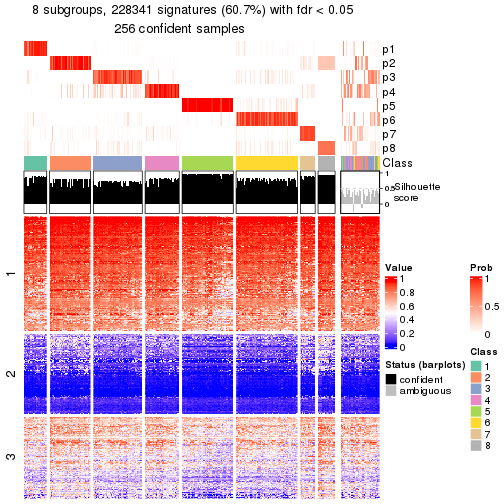 8 subgroups, 228341 signatures (60.7%) with fdr < 0.05
256 confident samples
p1
p2
p3
p4
p5
p6
p7
p8
Class
1
0.5
0
Silhouette
score
1
2
3
Value
1
0.8
0.6
0.4
0.2
0
Status (barplots)
confident
ambiguous
Prob
1
0.5
0
Class
1
2
3
4
5
6
7
8